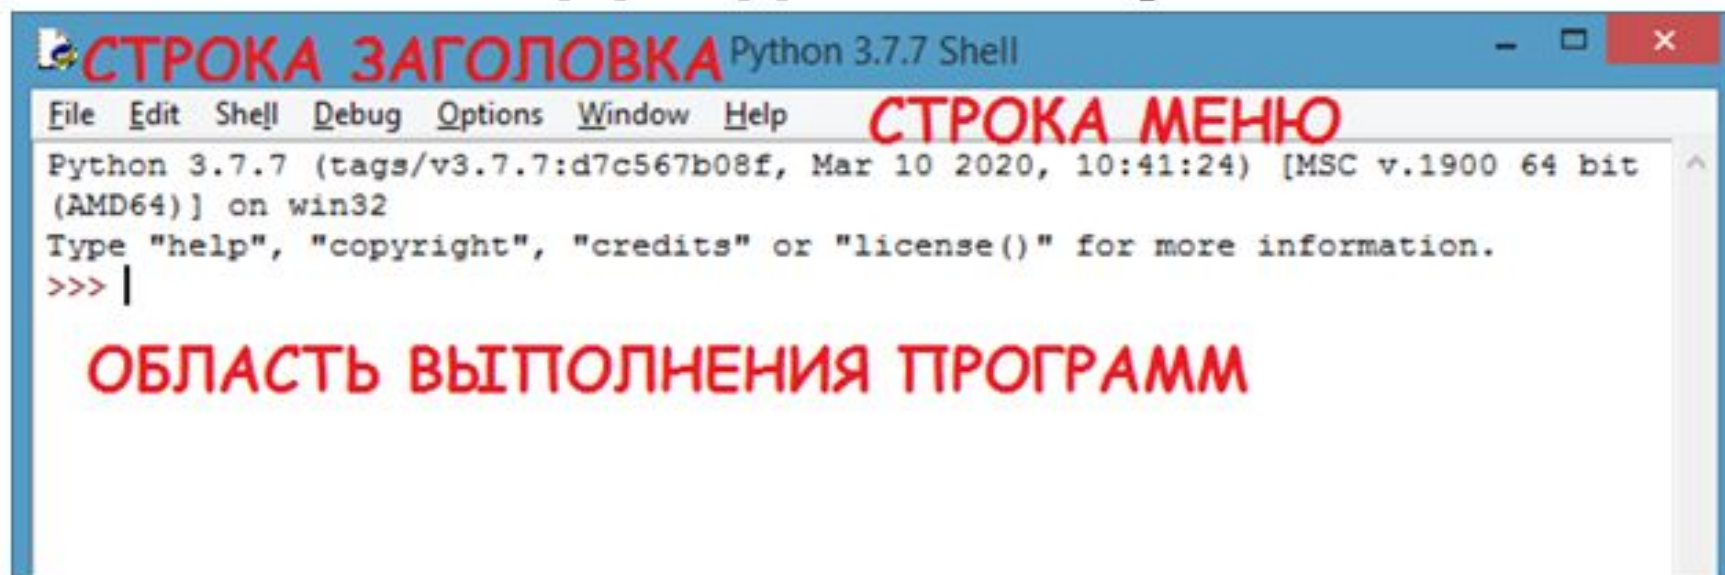 СТРОКА ЗАГОЛОВКА Python 3.7.7 Shell
File Edit Shell Debug Options Window Help СТРОКА МЕНЮ
Python 3.7.7 (tags/v3.7.7:d7c567b08f, Mar 10 2020, 10:41:24) [MSC v.1900 64 bit
(AMD64)] on win32
Type "help", "copyright", "credits" or "license()" for more information.
>>>
ОБЛАСТЬ ВЫПОЛНЕНИЯ ПРОГРАММ